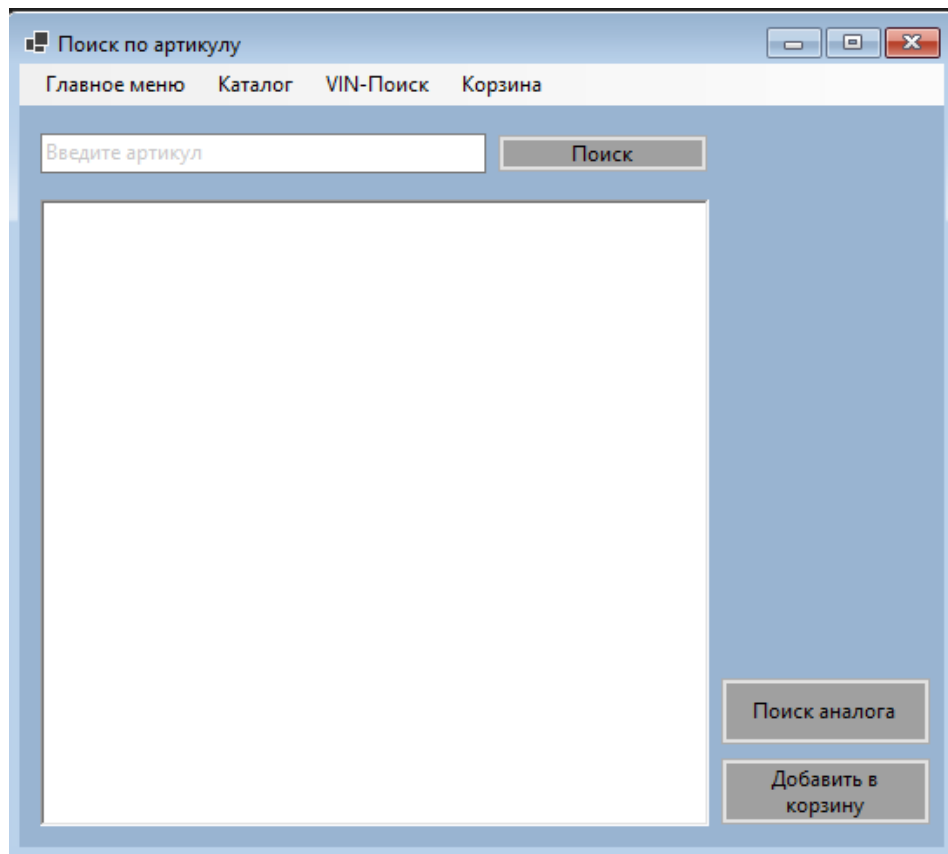 Поиск по артикулу
Главное меню Каталог VIN-Поиск Корзина
Введите артикул Поиск
Поиск аналога
Добавить в
корзину